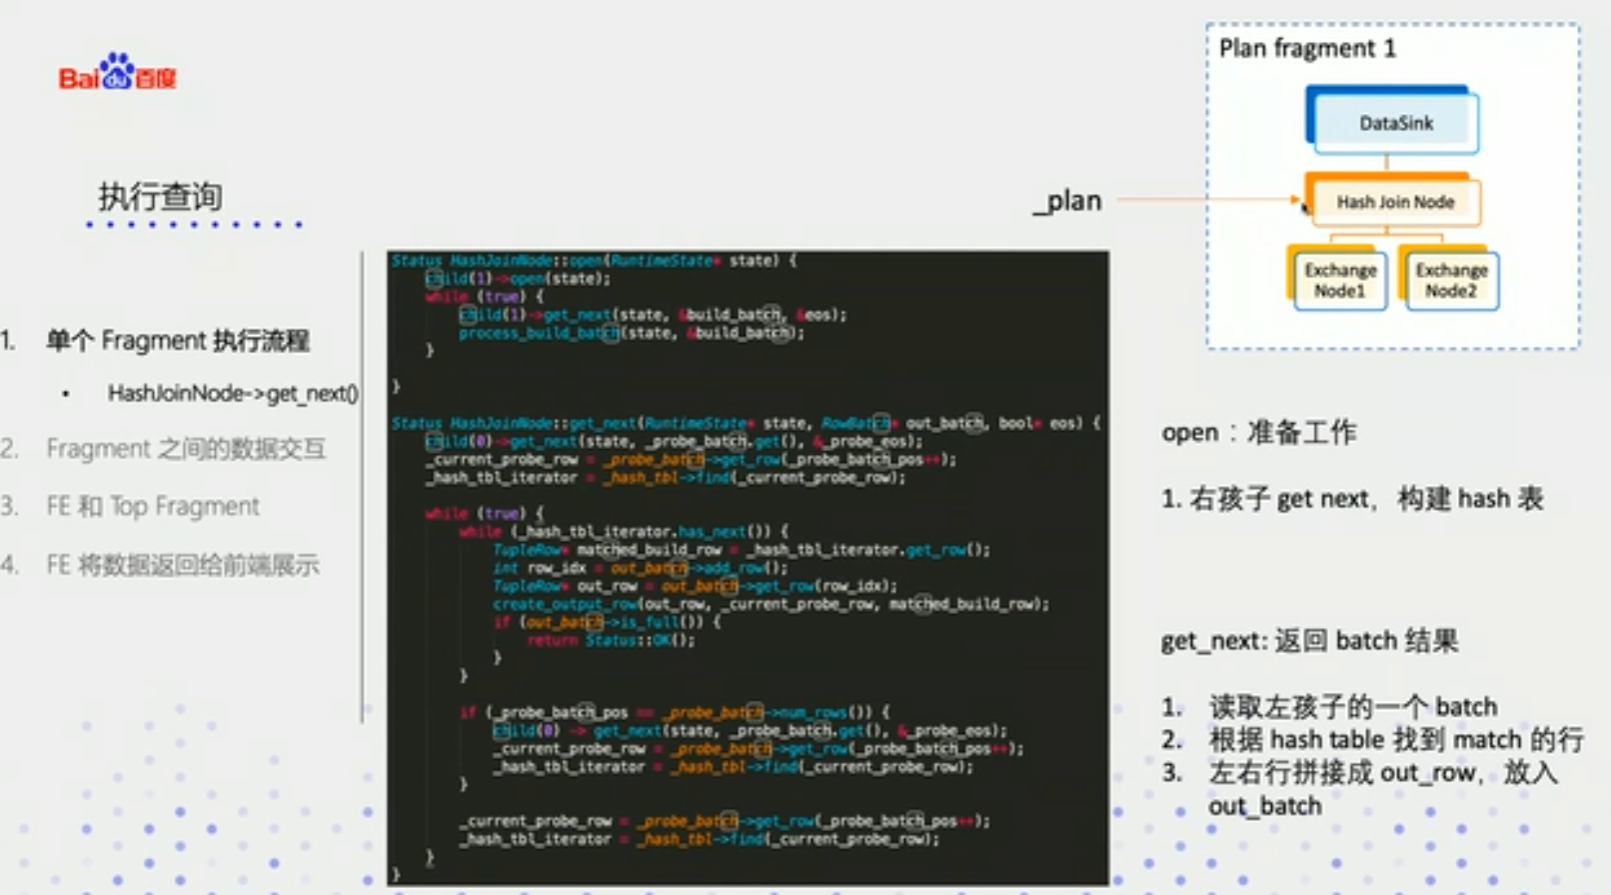 Bai du 百度
执行查询
1. 单个 Fragment 执行流程
• HashJoinNode->get_next()
2. Fragment 之间的数据交互
3. FE 和 Top Fragment
4. FE 将数据返回给前端展示
Status HashJoinNode::open(RuntimeState* state) {
child(1)->open(state);
while (true) {
child(1)->get_next(state, &build_batch, &eos);
process_build_batch(state, &build_batch);
}
}
Status HashJoinNode::get_next(RuntimeState* state, RowBatch* out_batch, bool* eos) {
child(0)->get_next(state, _probe_batch.get(), &_probe_eos);
_current_probe_row = _probe_batch->get_row(_probe_batch_pos++);
_hash_tbl_iterator = _hash_tbl->find(_current_probe_row);
while (true) {
while (_hash_tbl_iterator.has_next()) {
TupleRow* matched_build_row = _hash_tbl_iterator.get_row();
int row_idx = out_batch->add_row();
TupleRow* out_row = out_batch->get_row(row_idx);
create_output_row(out_row, _current_probe_row, matched_build_row);
if (out_batch->is_full()) {
return Status::OK();
}
}
if (_probe_batch_pos == _probe_batch->num_rows()) {
child(0) -> get_next(state, _probe_batch.get(), &_probe_eos);
_current_probe_row = _probe_batch->get_row(_probe_batch_pos++);
_hash_tbl_iterator = _hash_tbl->find(_current_probe_row);
}
_current_probe_row = _probe_batch->get_row(_probe_batch_pos++);
_hash_tbl_iterator = _hash_tbl->find(_current_probe_row);
}
}
_plan
Plan fragment 1
DataSink
Hash Join Node
Exchange
Node1
Exchange
Node2
open：准备工作
1. 右孩子 get next，构建 hash 表
get_next: 返回 batch 结果
1. 读取左孩子的一个 batch
2. 根据 hash table 找到 match 的行
3. 左右行拼接成 out_row，放入
out_batch